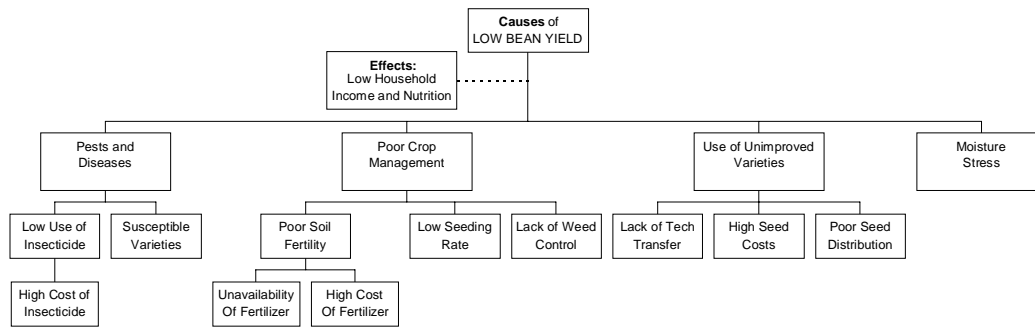 Causes of
LOW BEAN YIELD
Effects:
Low Household
Income and Nutrition
Pests and
Diseases
Poor Crop
Management
Use of Unimproved
Varieties
Moisture
Stress
Low Use of
Insecticide
Susceptible
Varieties
Poor Soil
Fertility
Low Seeding
Rate
Lack of Weed
Control
Lack of Tech
Transfer
High Seed
Costs
Poor Seed
Distribution
High Cost of
Insecticide
Unavailability
Of Fertilizer
High Cost
Of Fertilizer